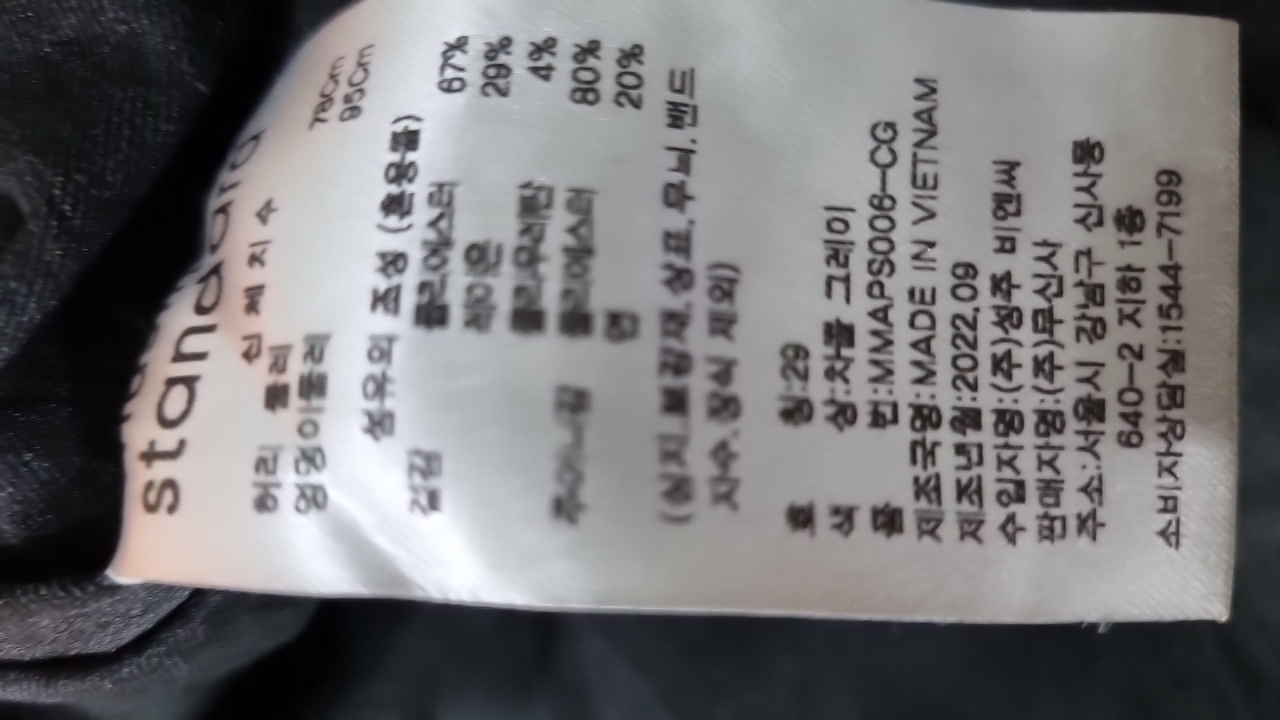 standard
신체치수
허리둘레 78cm
엉덩이둘레 95cm
섬유의 조성 (혼용률)
겉감 폴리에스터 67%
레이온 29%
폴리우레탄 4%
주머니감 폴리에스터 80%
면 20%
(심지.보강재.상표.무늬.밴드
자수.장식 제외)
호칭:29
색상:차콜 그레이
품번:MMAPS006-CG
제조국명:MADE IN VIETNAM
제조년월:2022.09
수입자명:(주)성주 비엔씨
판매자명:(주)무신사
주소:서울시 강남구 신사동
640-2 지하 1층
소비자상담실:1544-7199